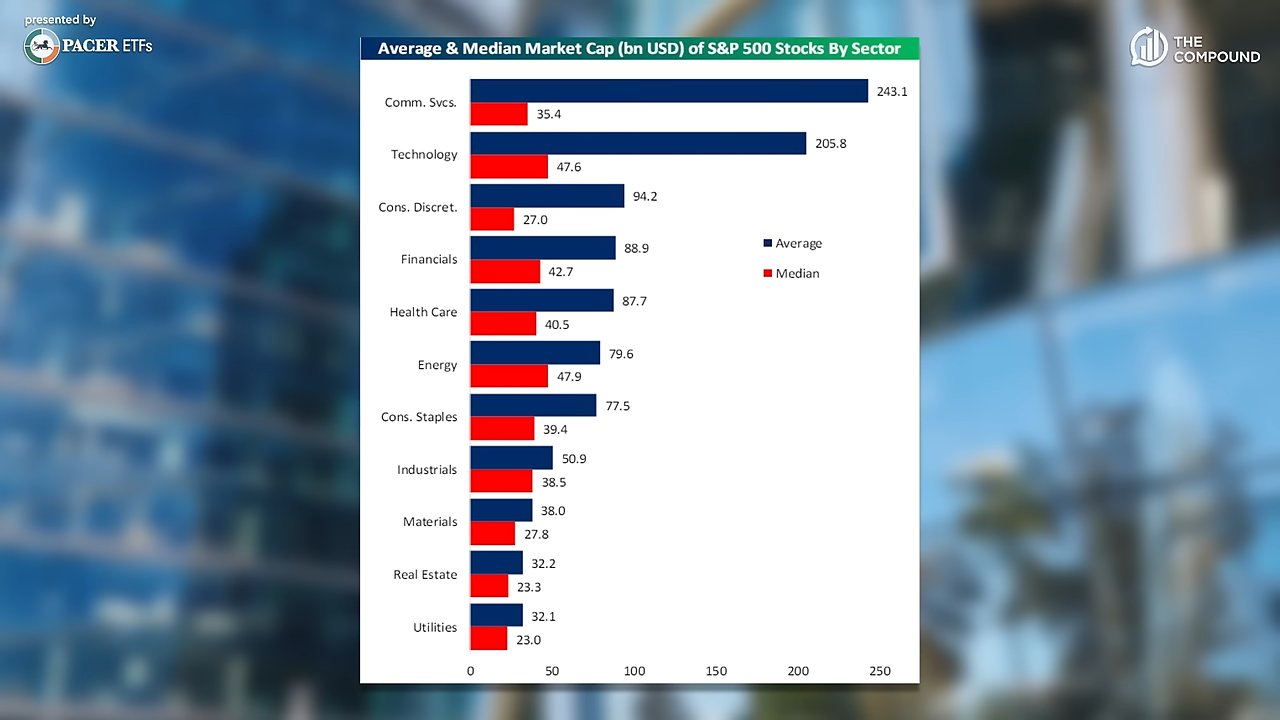 presented by
PACER ETFs
THE
COMPOUND
Average & Median Market Cap (bn USD) of S&P 500 Stocks By Sector
Comm. Svcs.
243.1
35.4
Technology
205.8
47.6
Cons. Discret.
94.2
27.0
Financials
88.9
42.7
Average
Median
Health Care
87.7
40.5
Energy
79.6
47.9
Cons. Staples
77.5
39.4
Industrials
50.9
38.5
Materials
38.0
27.8
Real Estate
32.2
23.3
Utilities
32.1
23.0
0 50 100 150 200 250